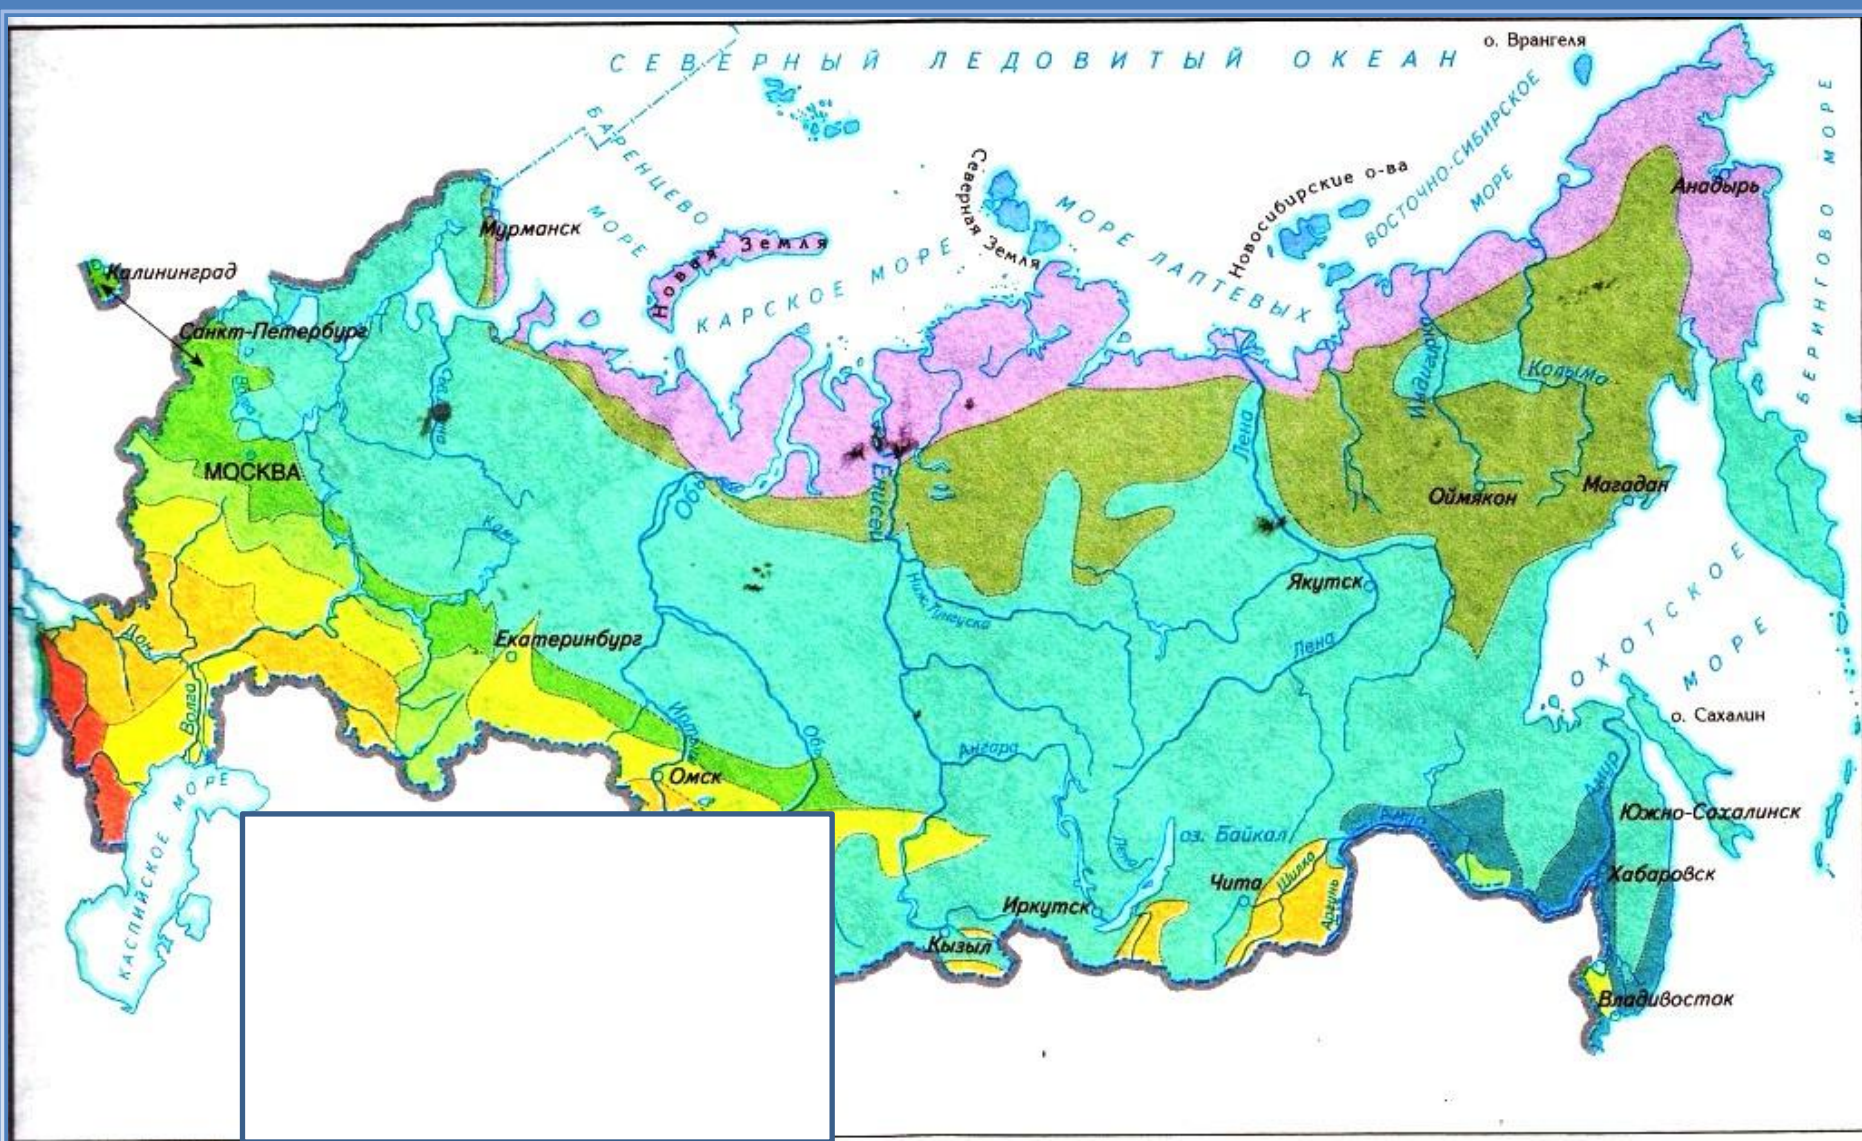 о. Врангеля
СЕВЕРНЫЙ ЛЕДОВИТЫЙ ОКЕАН
БАРЕНЦЕВО
МОРЕ
Северная Земля
Новосибирские о-ва
ВОСТОЧНО-СИБИРСКОЕ
МОРЕ
БЕРИНГОВО МОРЕ
МОРЕ ЛАПТЕВЫХ
КАРСКОЕ МОРЕ
Новая Земля
Анадырь
Мурманск
Калининград
Санкт-Петербург
Индигирка
Колыма
Лена
МОСКВА
Обь
Енисей
Оймякон
Магадан
Кама
Якутск
Ниж. Тунгуска
ОХОТСКОЕ
МОРЕ
Дон
Екатеринбург
Лена
Волга
о. Сахалин
Обь
Ангара
Омск
Амур
КАСПИЙСКОЕ МОРЕ
Амур
Южно-Сахалинск
оз. Байкал
Лена
Чита
Шилка
Аргунь
Хабаровск
Иркутск
Кызыл
Владивосток